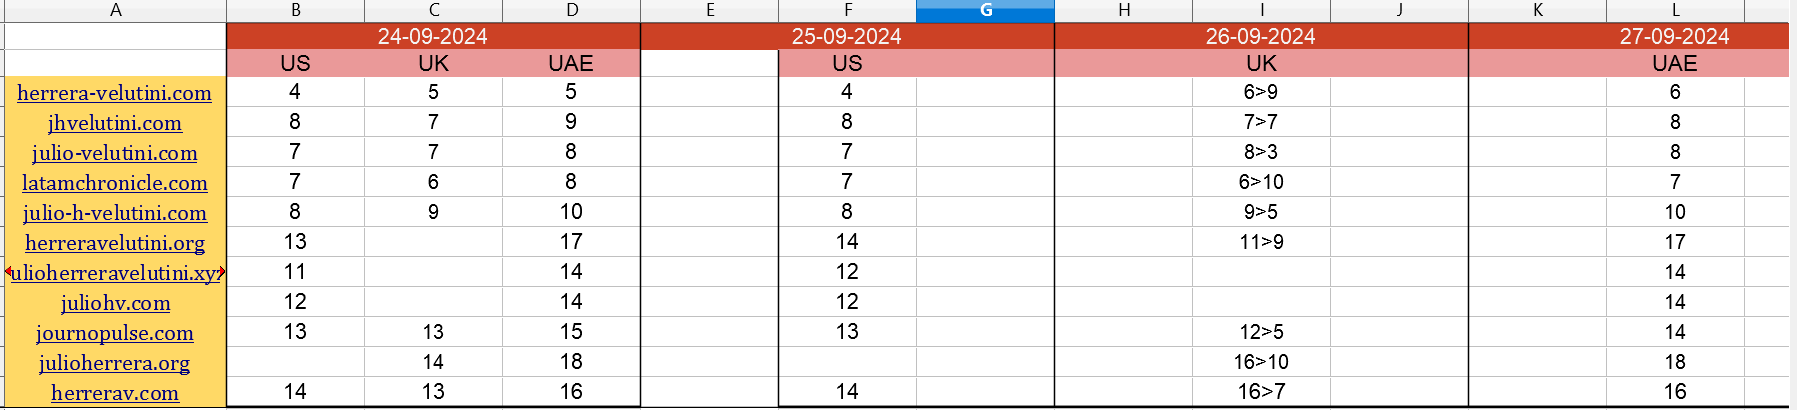 A B C D E F G H I J K L
24-09-2024 25-09-2024 26-09-2024 27-09-2024
US UK UAE US UK UAE
herrera-velutini.com 4 5 5 4 6>9 6
jhvelutini.com 8 7 9 8 7>7 8
julio-velutini.com 7 7 8 7 8>3 8
latamchronicle.com 7 6 8 7 6>10 7
julio-h-velutini.com 8 9 10 8 9>5 10
herreravelutini.org 13 17 14 11>9 17
ulioherreravelutini.xy 11 14 12 14
juliohv.com 12 14 12 14
journopulse.com 13 13 15 13 12>5 14
julioherrera.org 14 18 16>10 18
herrerav.com 14 13 16 14 16>7 16